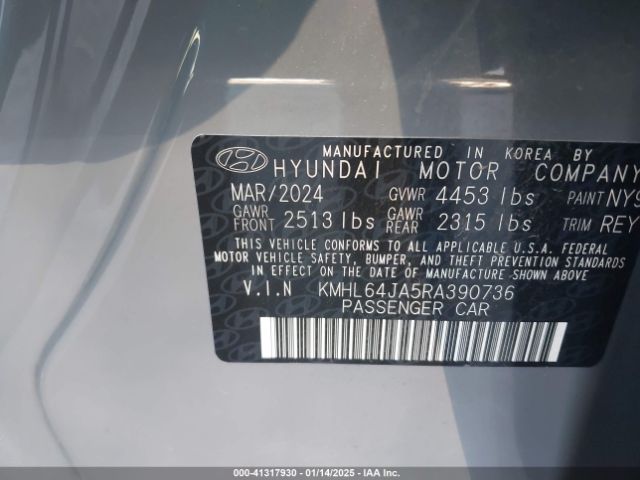 MANUFACTURED IN KOREA BY
HYUNDAI MOTOR COMPANY
MAR/2024 GVWR 4453 lbs PAINT NY9
GAWR FRONT 2513 lbs GAWR REAR 2315 lbs TRIM REY
THIS VEHICLE CONFORMS TO ALL APPLICABLE U.S.A. FEDERAL
MOTOR VEHICLE SAFETY, BUMPER, AND THEFT PREVENTION STANDARDS
IN EFFECT ON THE DATE OF MANUFACTURE SHOWN ABOVE.
V.I.N KMHL64JA5RA390736
PASSENGER CAR
000-41317930 - 01/14/2025 - IAA, LLC